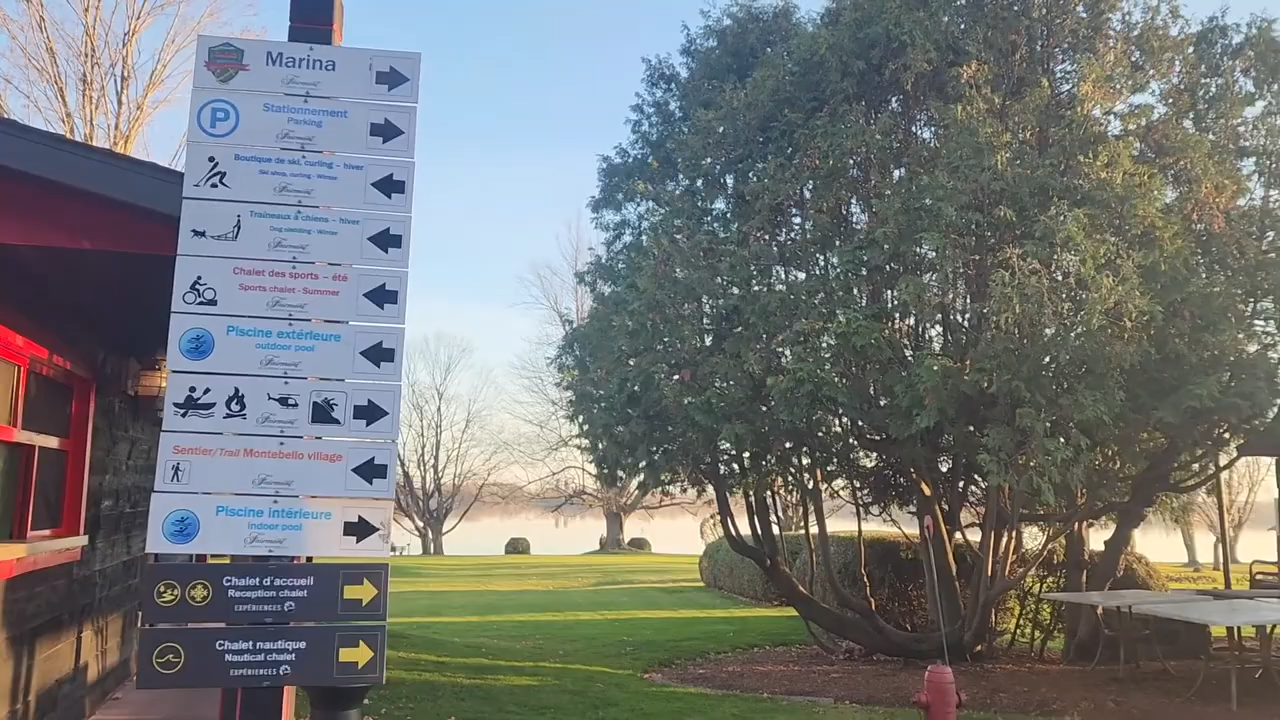 Marina
Fairmont
P
Stationnement
Parking
Fairmont
Boutique de ski, curling – hiver
Ski shop, curling - Winter
Fairmont
Traîneaux à chiens – hiver
Dog sledding - Winter
Fairmont
Chalet des sports – été
Sports chalet - Summer
Fairmont
Piscine extérieure
outdoor pool
Fairmont
Fairmont
Sentier/Trail Montebello village
Fairmont
Piscine intérieure
indoor pool
Fairmont
Chalet d'accueil
Reception chalet
EXPÉRIENCES
Chalet nautique
Nautical chalet
EXPÉRIENCES